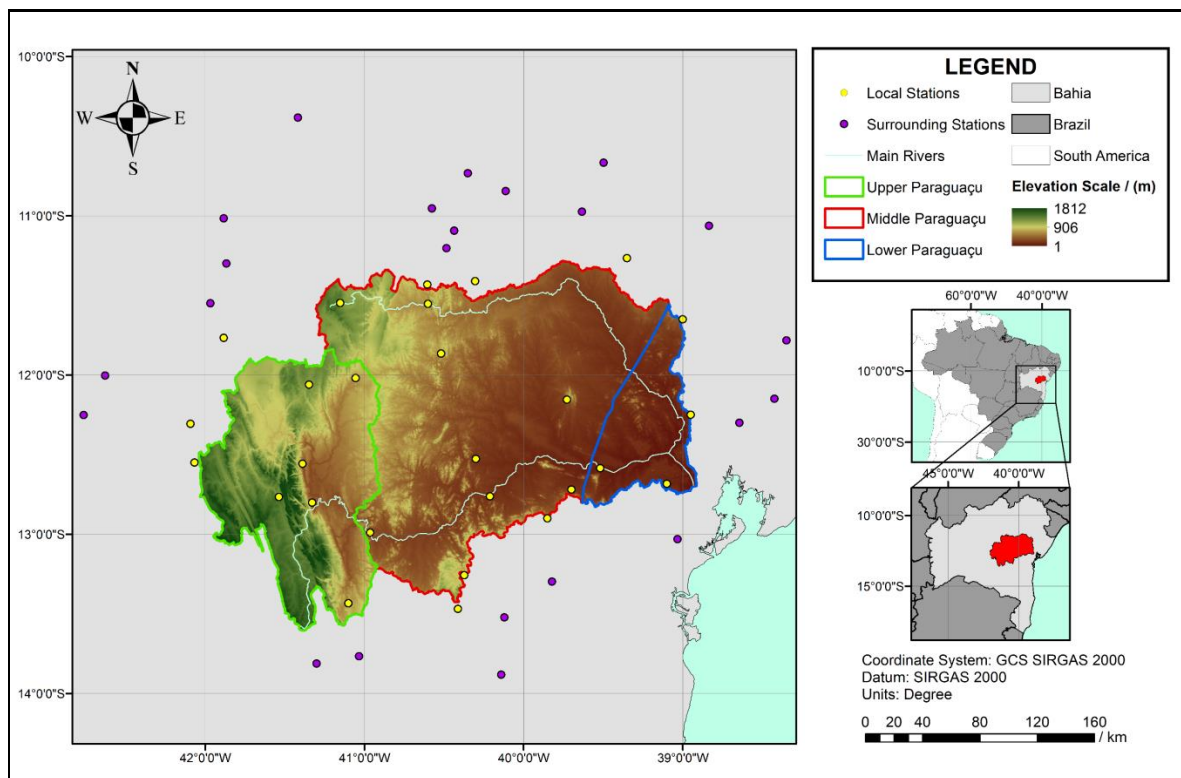 10°0'0"S
11°0'0"S
12°0'0"S
13°0'0"S
14°0'0"S
N
W
E
S
42°0'0"W
41°0'0"W
40°0'0"W
39°0'0"W
LEGEND
Local Stations
Surrounding Stations
Main Rivers
Upper Paraguaçu
Middle Paraguaçu
Lower Paraguaçu
Bahia
Brazil
South America
Elevation Scale / (m)
1812
906
1
60°0'0"W
40°0'0"W
10°0'0"S
30°0'0"S
45°0'0"W
40°0'0"W
10°0'0"S
15°0'0"S
Coordinate System: GCS SIRGAS 2000
Datum: SIRGAS 2000
Units: Degree
0 20 40 80 120 160
/ km